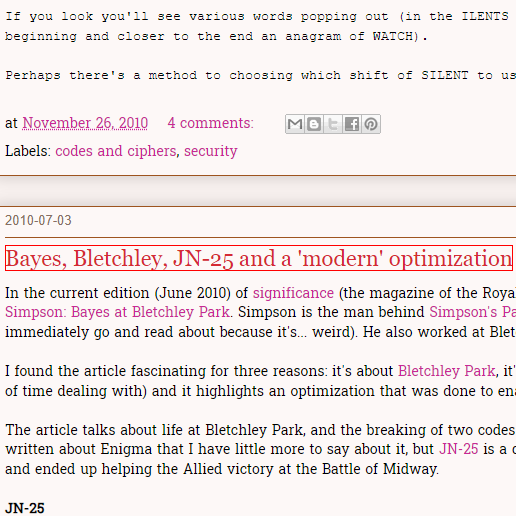 If you look you'll see various words popping out (in the ILENTS
beginning and closer to the end an anagram of WATCH).
Perhaps there's a method to choosing which shift of SILENT to us
at November 26, 2010 4 comments:
Labels: codes and ciphers, security
2010-07-03
Bayes, Bletchley, JN-25 and a 'modern' optimization
In the current edition (June 2010) of significance (the magazine of the Royal
Simpson: Bayes at Bletchley Park. Simpson is the man behind Simpson's Pa
immediately go and read about because it's... weird). He also worked at Blet
I found the article fascinating for three reasons: it's about Bletchley Park, it'
of time dealing with) and it highlights an optimization that was done to ena
The article talks about life at Bletchley Park, and the breaking of two codes
written about Enigma that I have little more to say about it, but JN-25 is a
and ended up helping the Allied victory at the Battle of Midway.
JN-25